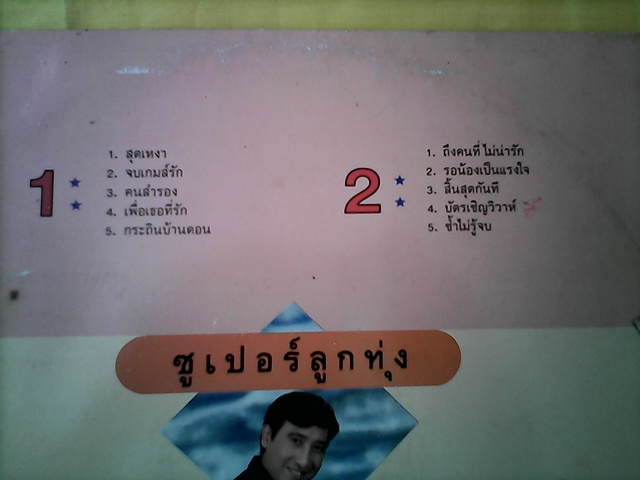 1
1. สุดเหงา
2. จบเกมส์รัก
3. คนสำรอง
4. เพื่อเธอที่รัก
5. กระถินบ้านดอน
2
1. ถึงคนที่ไม่น่ารัก
2. รอน้องเป็นแรงใจ
3. สิ้นสุดกันที
4. บัตรเชิญวิวาห์
5. ช้ำไม่รู้จบ
ซูเปอร์ลูกทุ่ง